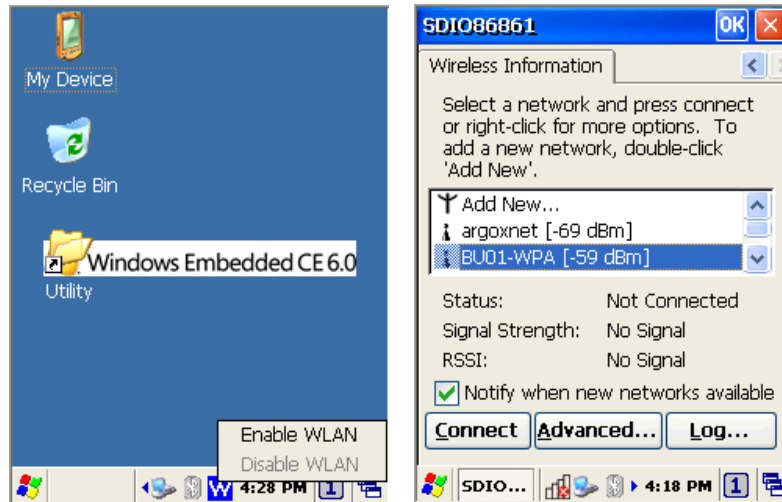 My Device
Recycle Bin
Windows Embedded CE 6.0
Utility
Enable WLAN
Disable WLAN
W 4:28 PM 1
SDIO86861 OK
Wireless Information
Select a network and press connect
or right-click for more options. To
add a new network, double-click
'Add New'.
Add New...
argoxnet [-69 dBm]
BU01-WPA [-59 dBm]
Status: Not Connected
Signal Strength: No Signal
RSSI: No Signal
Notify when new networks available
Connect Advanced... Log...
SDIO... 4:18 PM 1